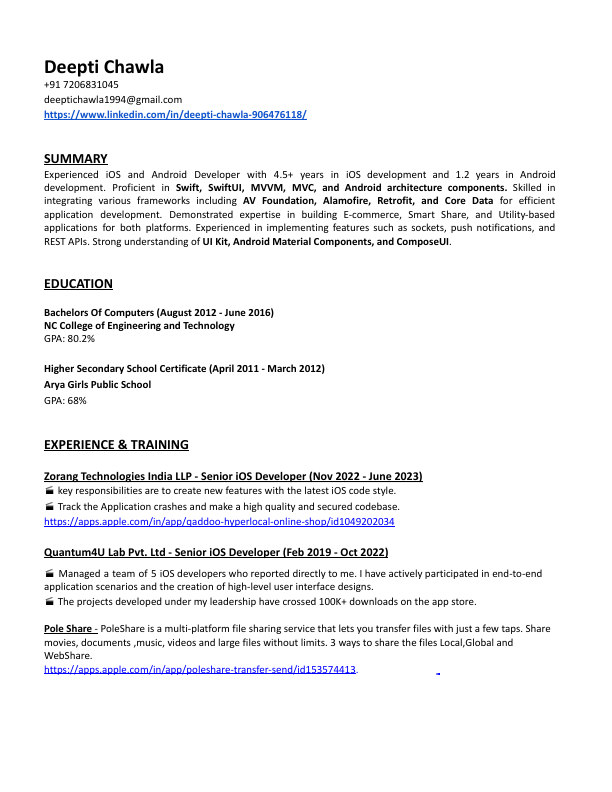 Deepti Chawla
+91 7206831045
deeptichawla1994@gmail.com
https://www.linkedin.com/in/deepti-chawla-906476118/
SUMMARY
Experienced iOS and Android Developer with 4.5+ years in iOS development and 1.2 years in Android
development. Proficient in Swift, SwiftUI, MVVM, MVC, and Android architecture components. Skilled in
integrating various frameworks including AV Foundation, Alamofire, Retrofit, and Core Data for efficient
application development. Demonstrated expertise in building E-commerce, Smart Share, and Utility-based
applications for both platforms. Experienced in implementing features such as sockets, push notifications, and
REST APIs. Strong understanding of UI Kit, Android Material Components, and ComposeUI.
EDUCATION
Bachelors Of Computers (August 2012 - June 2016)
NC College of Engineering and Technology
GPA: 80.2%
Higher Secondary School Certificate (April 2011 - March 2012)
Arya Girls Public School
GPA: 68%
EXPERIENCE & TRAINING
Zorang Technologies India LLP - Senior iOS Developer (Nov 2022 - June 2023)
key responsibilities are to create new features with the latest iOS code style.
Track the Application crashes and make a high quality and secured codebase.
https://apps.apple.com/in/app/qaddoo-hyperlocal-online-shop/id1049202034
Quantum4U Lab Pvt. Ltd - Senior iOS Developer (Feb 2019 - Oct 2022)
Managed a team of 5 iOS developers who reported directly to me. I have actively participated in end-to-end
application scenarios and the creation of high-level user interface designs.
The projects developed under my leadership have crossed 100K+ downloads on the app store.
Pole Share - PoleShare is a multi-platform file sharing service that lets you transfer files with just a few taps. Share
movies, documents ,music, videos and large files without limits. 3 ways to share the files Local,Global and
WebShare.
https://apps.apple.com/in/app/poleshare-transfer-send/id153574413.